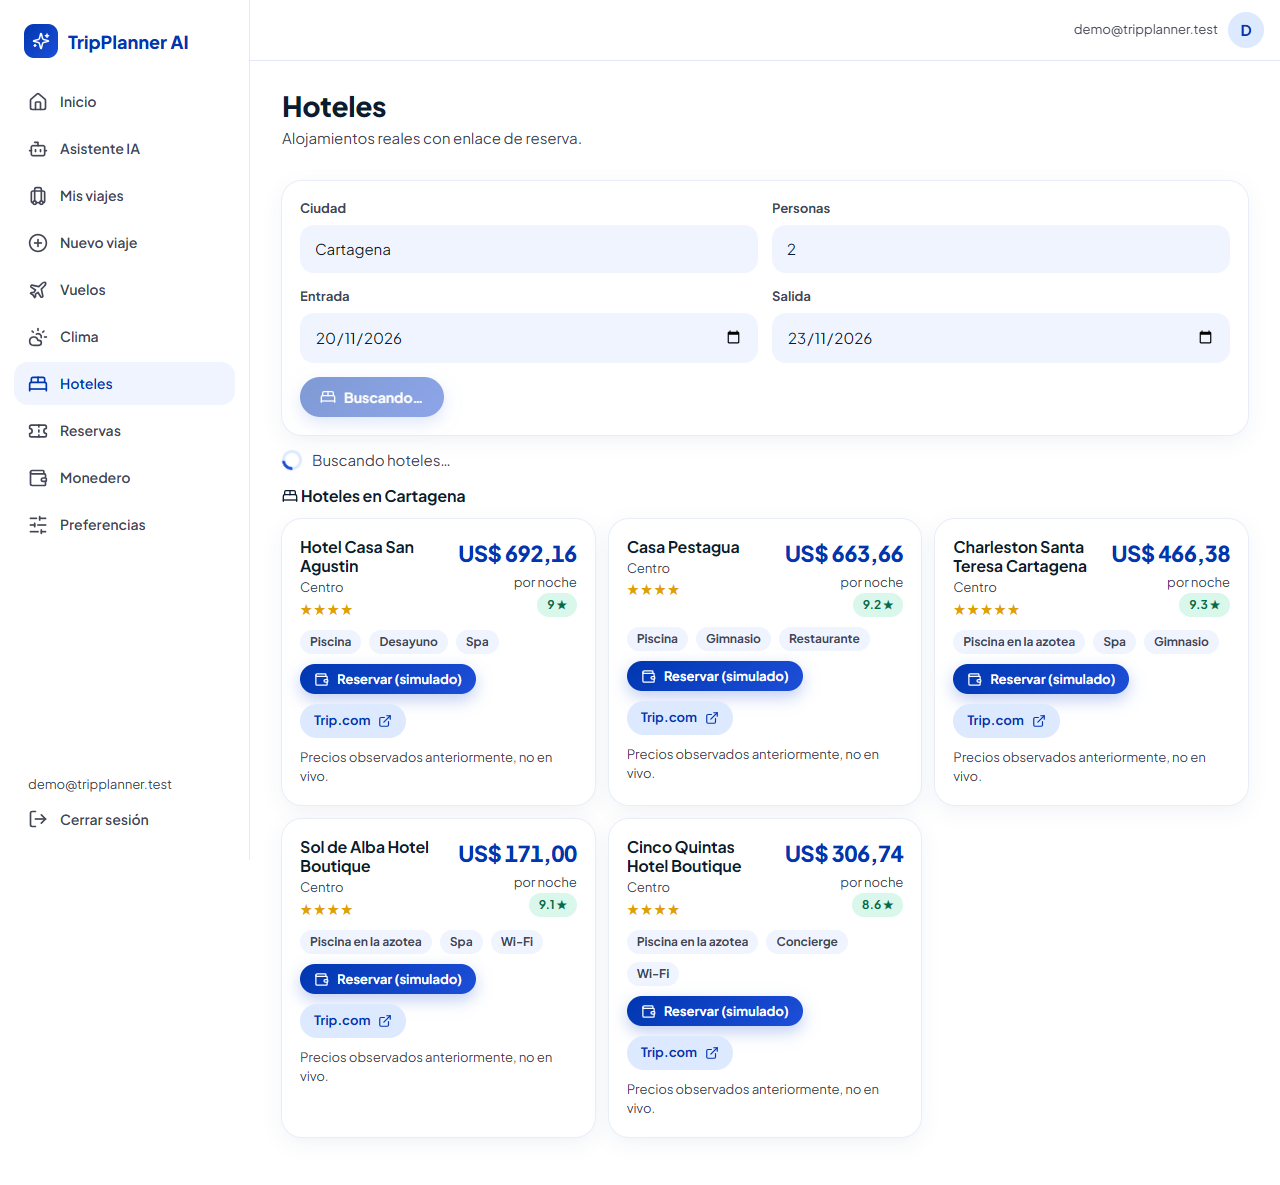 TripPlanner AI
Inicio
Asistente IA
Mis viajes
Nuevo viaje
Vuelos
Clima
Hoteles
Reservas
Monedero
Preferencias
demo@tripplanner.test
Cerrar sesión
demo@tripplanner.test
D
Hoteles
Alojamientos reales con enlace de reserva.
Ciudad
Personas
Cartagena
2
Entrada
Salida
20/11/2026
23/11/2026
Buscando...
Buscando hoteles...
Hoteles en Cartagena
Hotel Casa San
Agustin
Centro
★★★★
US$ 692,16
por noche
9 ★
Piscina
Desayuno
Spa
Reservar (simulado)
Trip.com
Precios observados anteriormente, no en
vivo.
Casa Pestagua
Centro
★★★★
US$ 663,66
por noche
9.2 ★
Piscina
Gimnasio
Restaurante
Reservar (simulado)
Trip.com
Precios observados anteriormente, no en
vivo.
Charleston Santa
Teresa Cartagena
Centro
★★★★★
US$ 466,38
por noche
9.3 ★
Piscina en la azotea
Spa
Gimnasio
Reservar (simulado)
Trip.com
Precios observados anteriormente, no en
vivo.
Sol de Alba Hotel
Boutique
Centro
★★★★
US$ 171,00
por noche
9.1 ★
Piscina en la azotea
Spa
Wi-Fi
Reservar (simulado)
Trip.com
Precios observados anteriormente, no en
vivo.
Cinco Quintas
Hotel Boutique
Centro
★★★★
US$ 306,74
por noche
8.6 ★
Piscina en la azotea
Concierge
Wi-Fi
Reservar (simulado)
Trip.com
Precios observados anteriormente, no en
vivo.